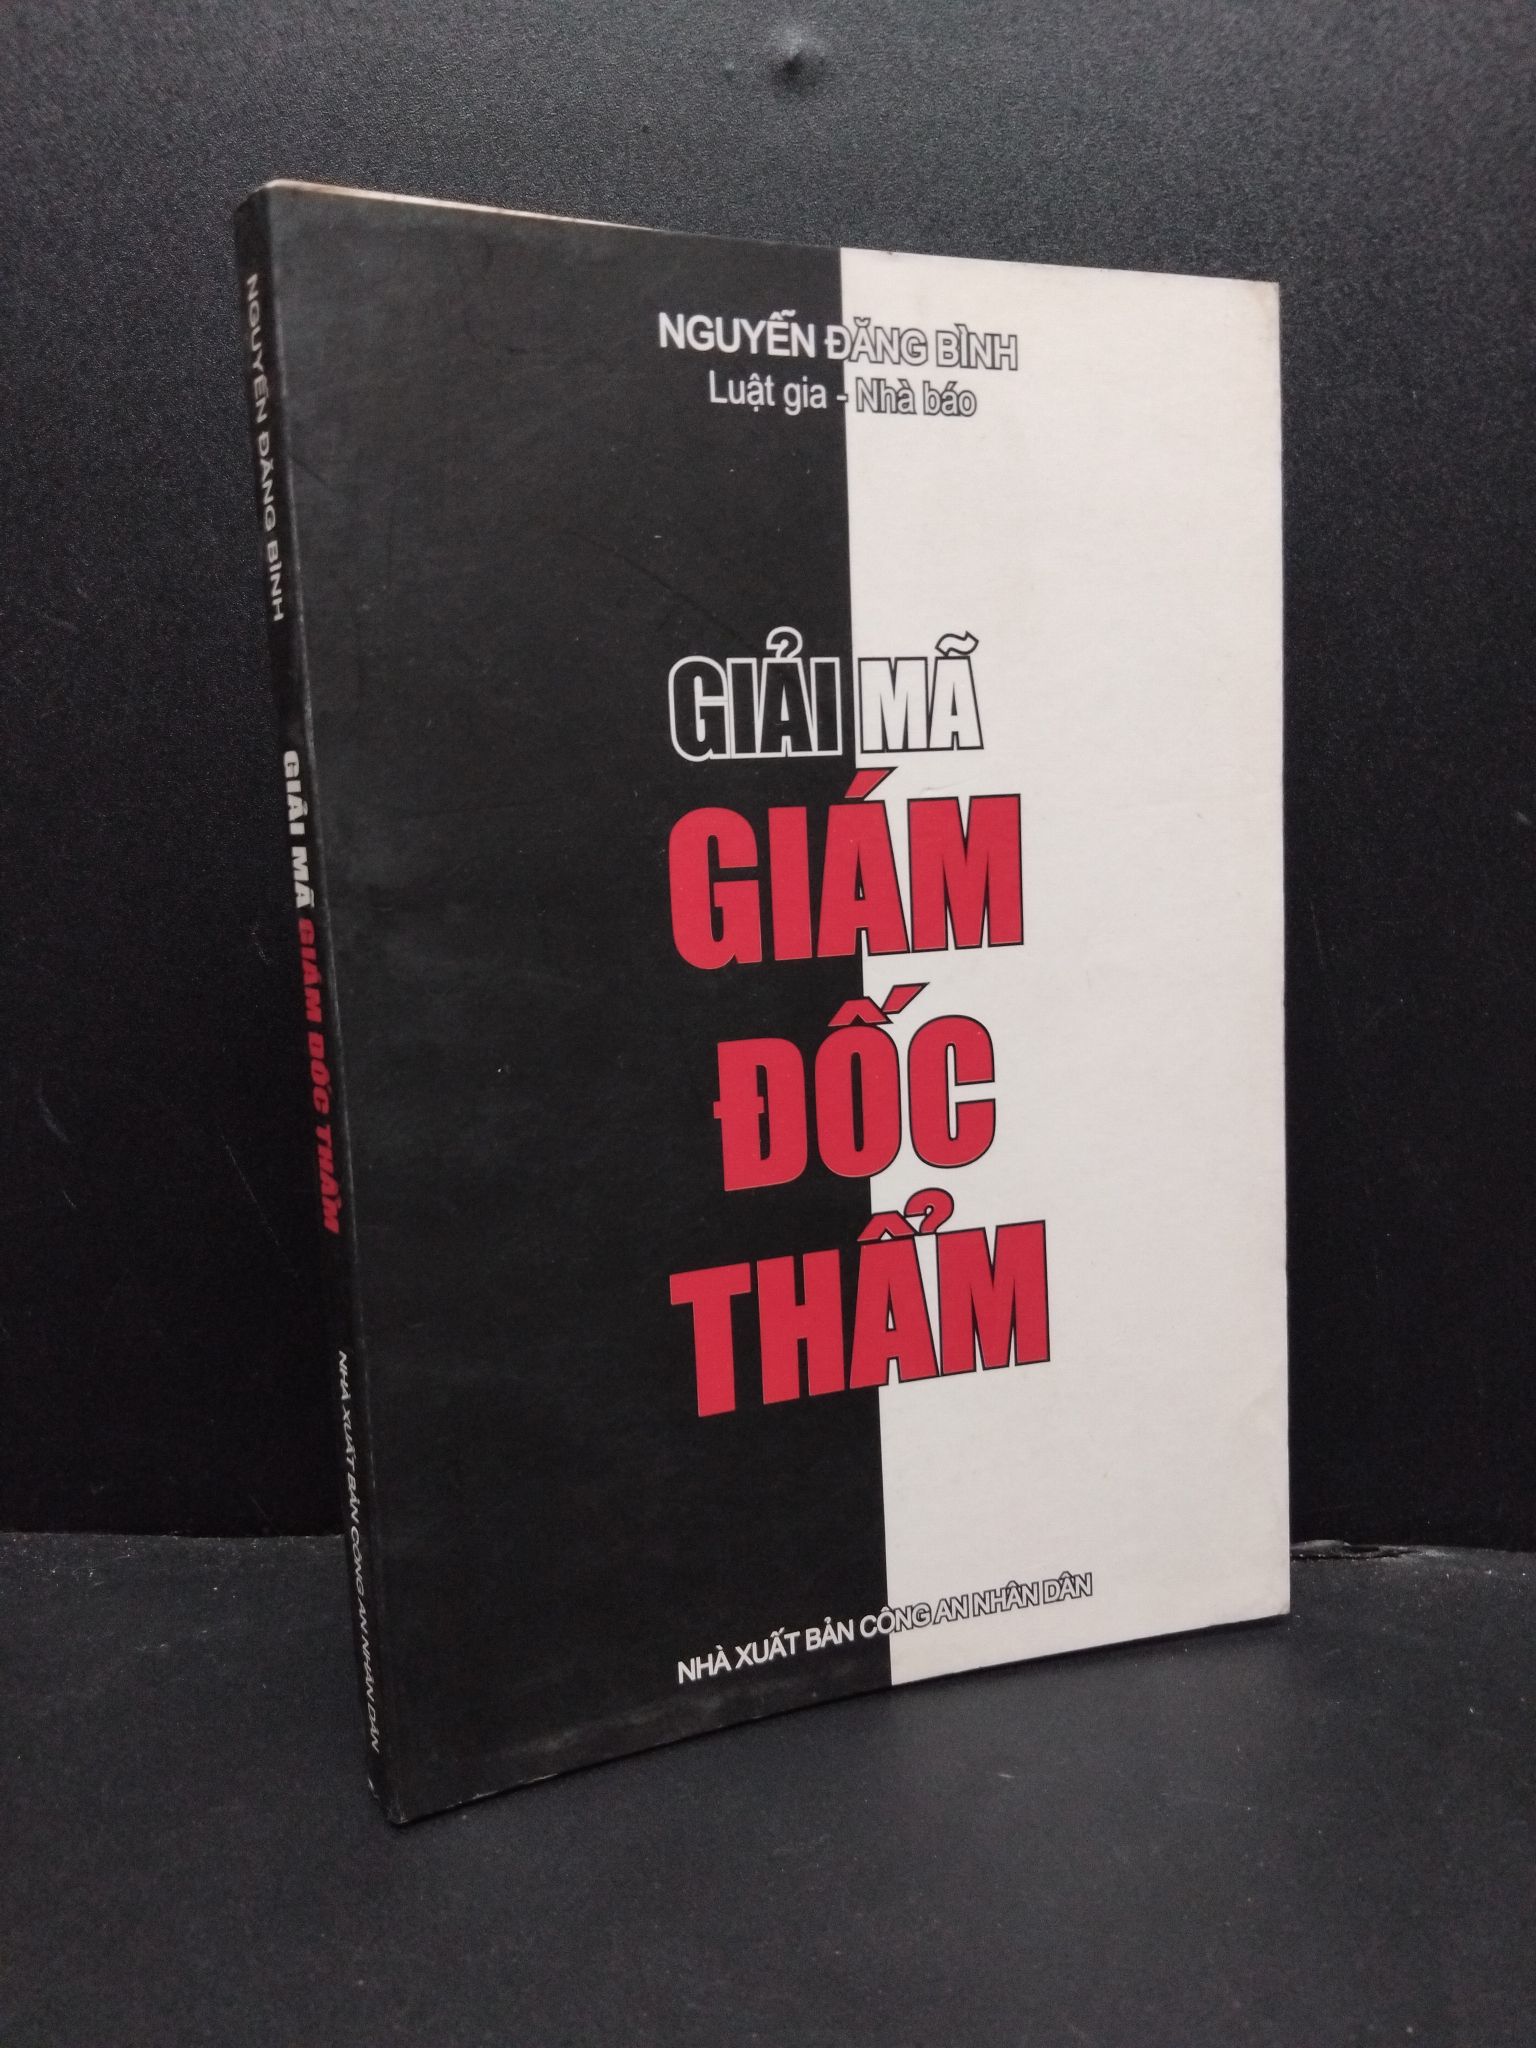 NGUYỄN ĐĂNG BÌNH
Luật gia - Nhà báo
GIẢI MÃ
GIÁM
ĐỐC
THẨM
NHÀ XUẤT BẢN CÔNG AN NHÂN DÂN
NGUYỄN ĐĂNG BÌNH
GIẢI MÃ GIÁM ĐỐC THẨM
NHÀ XUẤT BẢN CÔNG AN NHÂN DÂN